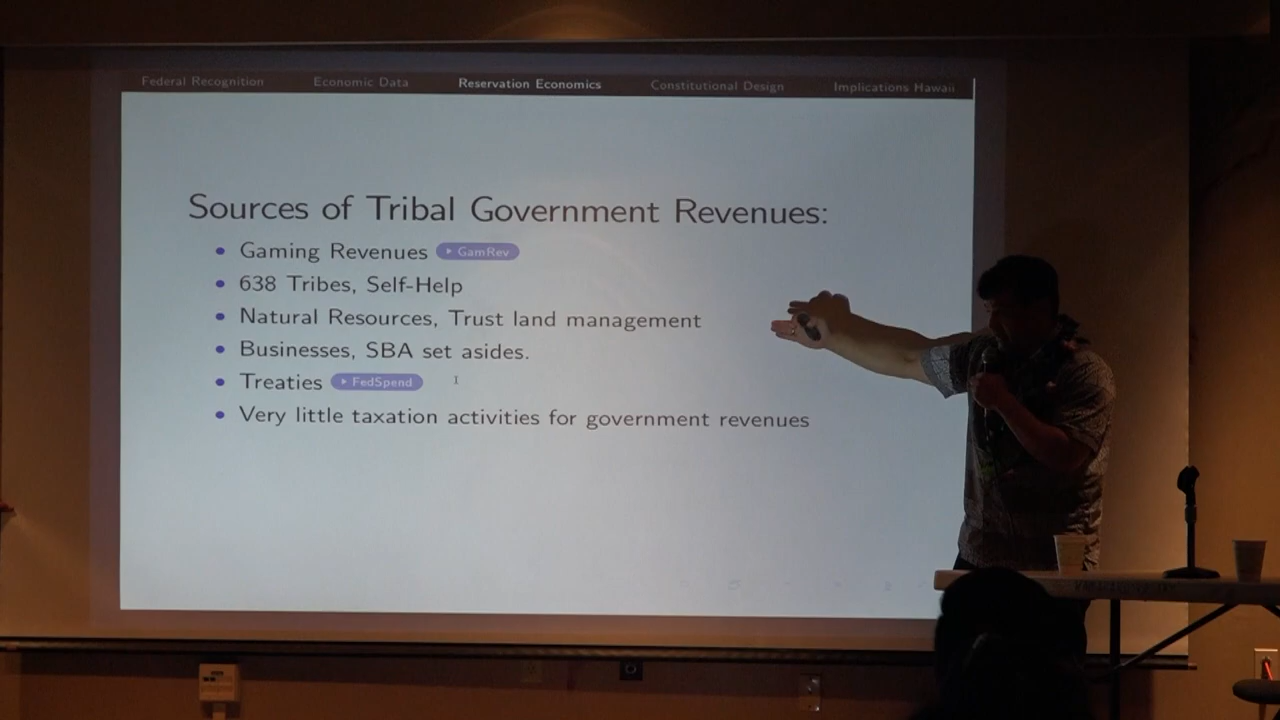 Federal Recognition Economic Data Reservation Economics Constitutional Design Implications Hawaii
Sources of Tribal Government Revenues:
Gaming Revenues GamRev
638 Tribes, Self-Help
Natural Resources, Trust land management
Businesses, SBA set asides.
Treaties FedSpend
Very little taxation activities for government revenues